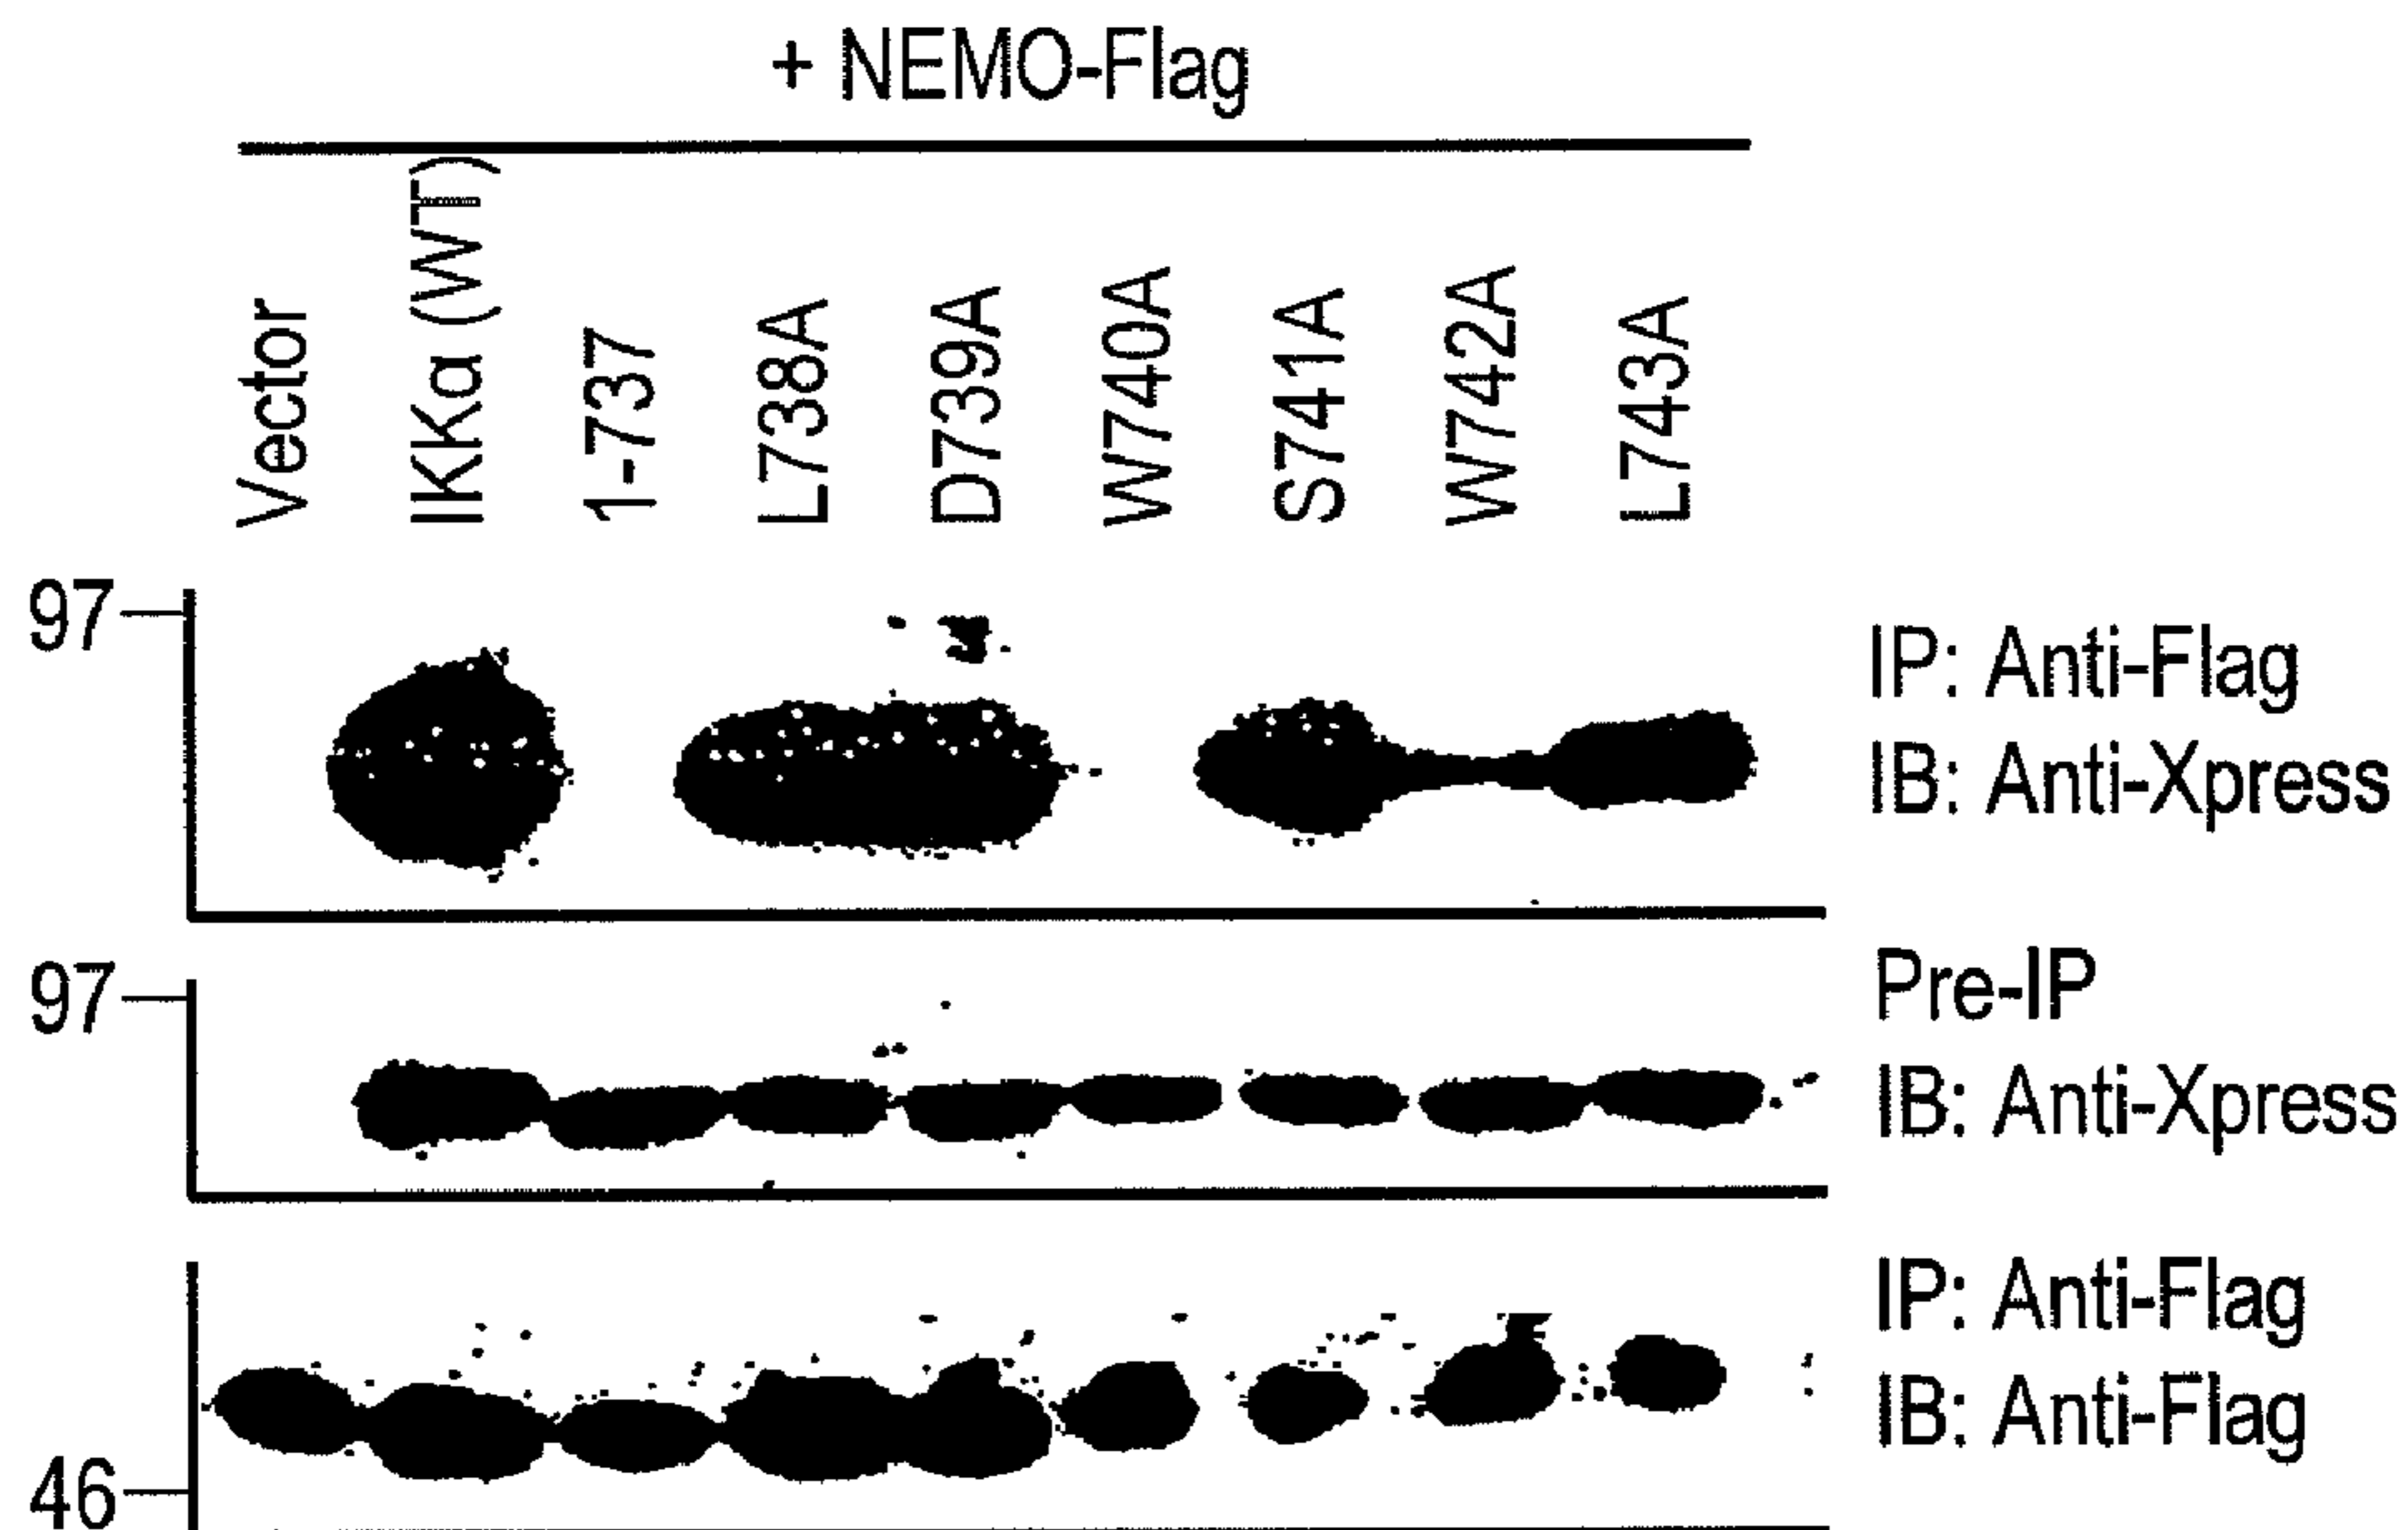 + NEMO-Flag
Vector
IKKα (WT)
1-737
L738A
D739A
W740A
S741A
W742A
L743A
97
IP: Anti-Flag
IB: Anti-Xpress
97
Pre-IP
IB: Anti-Xpress
IP: Anti-Flag
IB: Anti-Flag
46